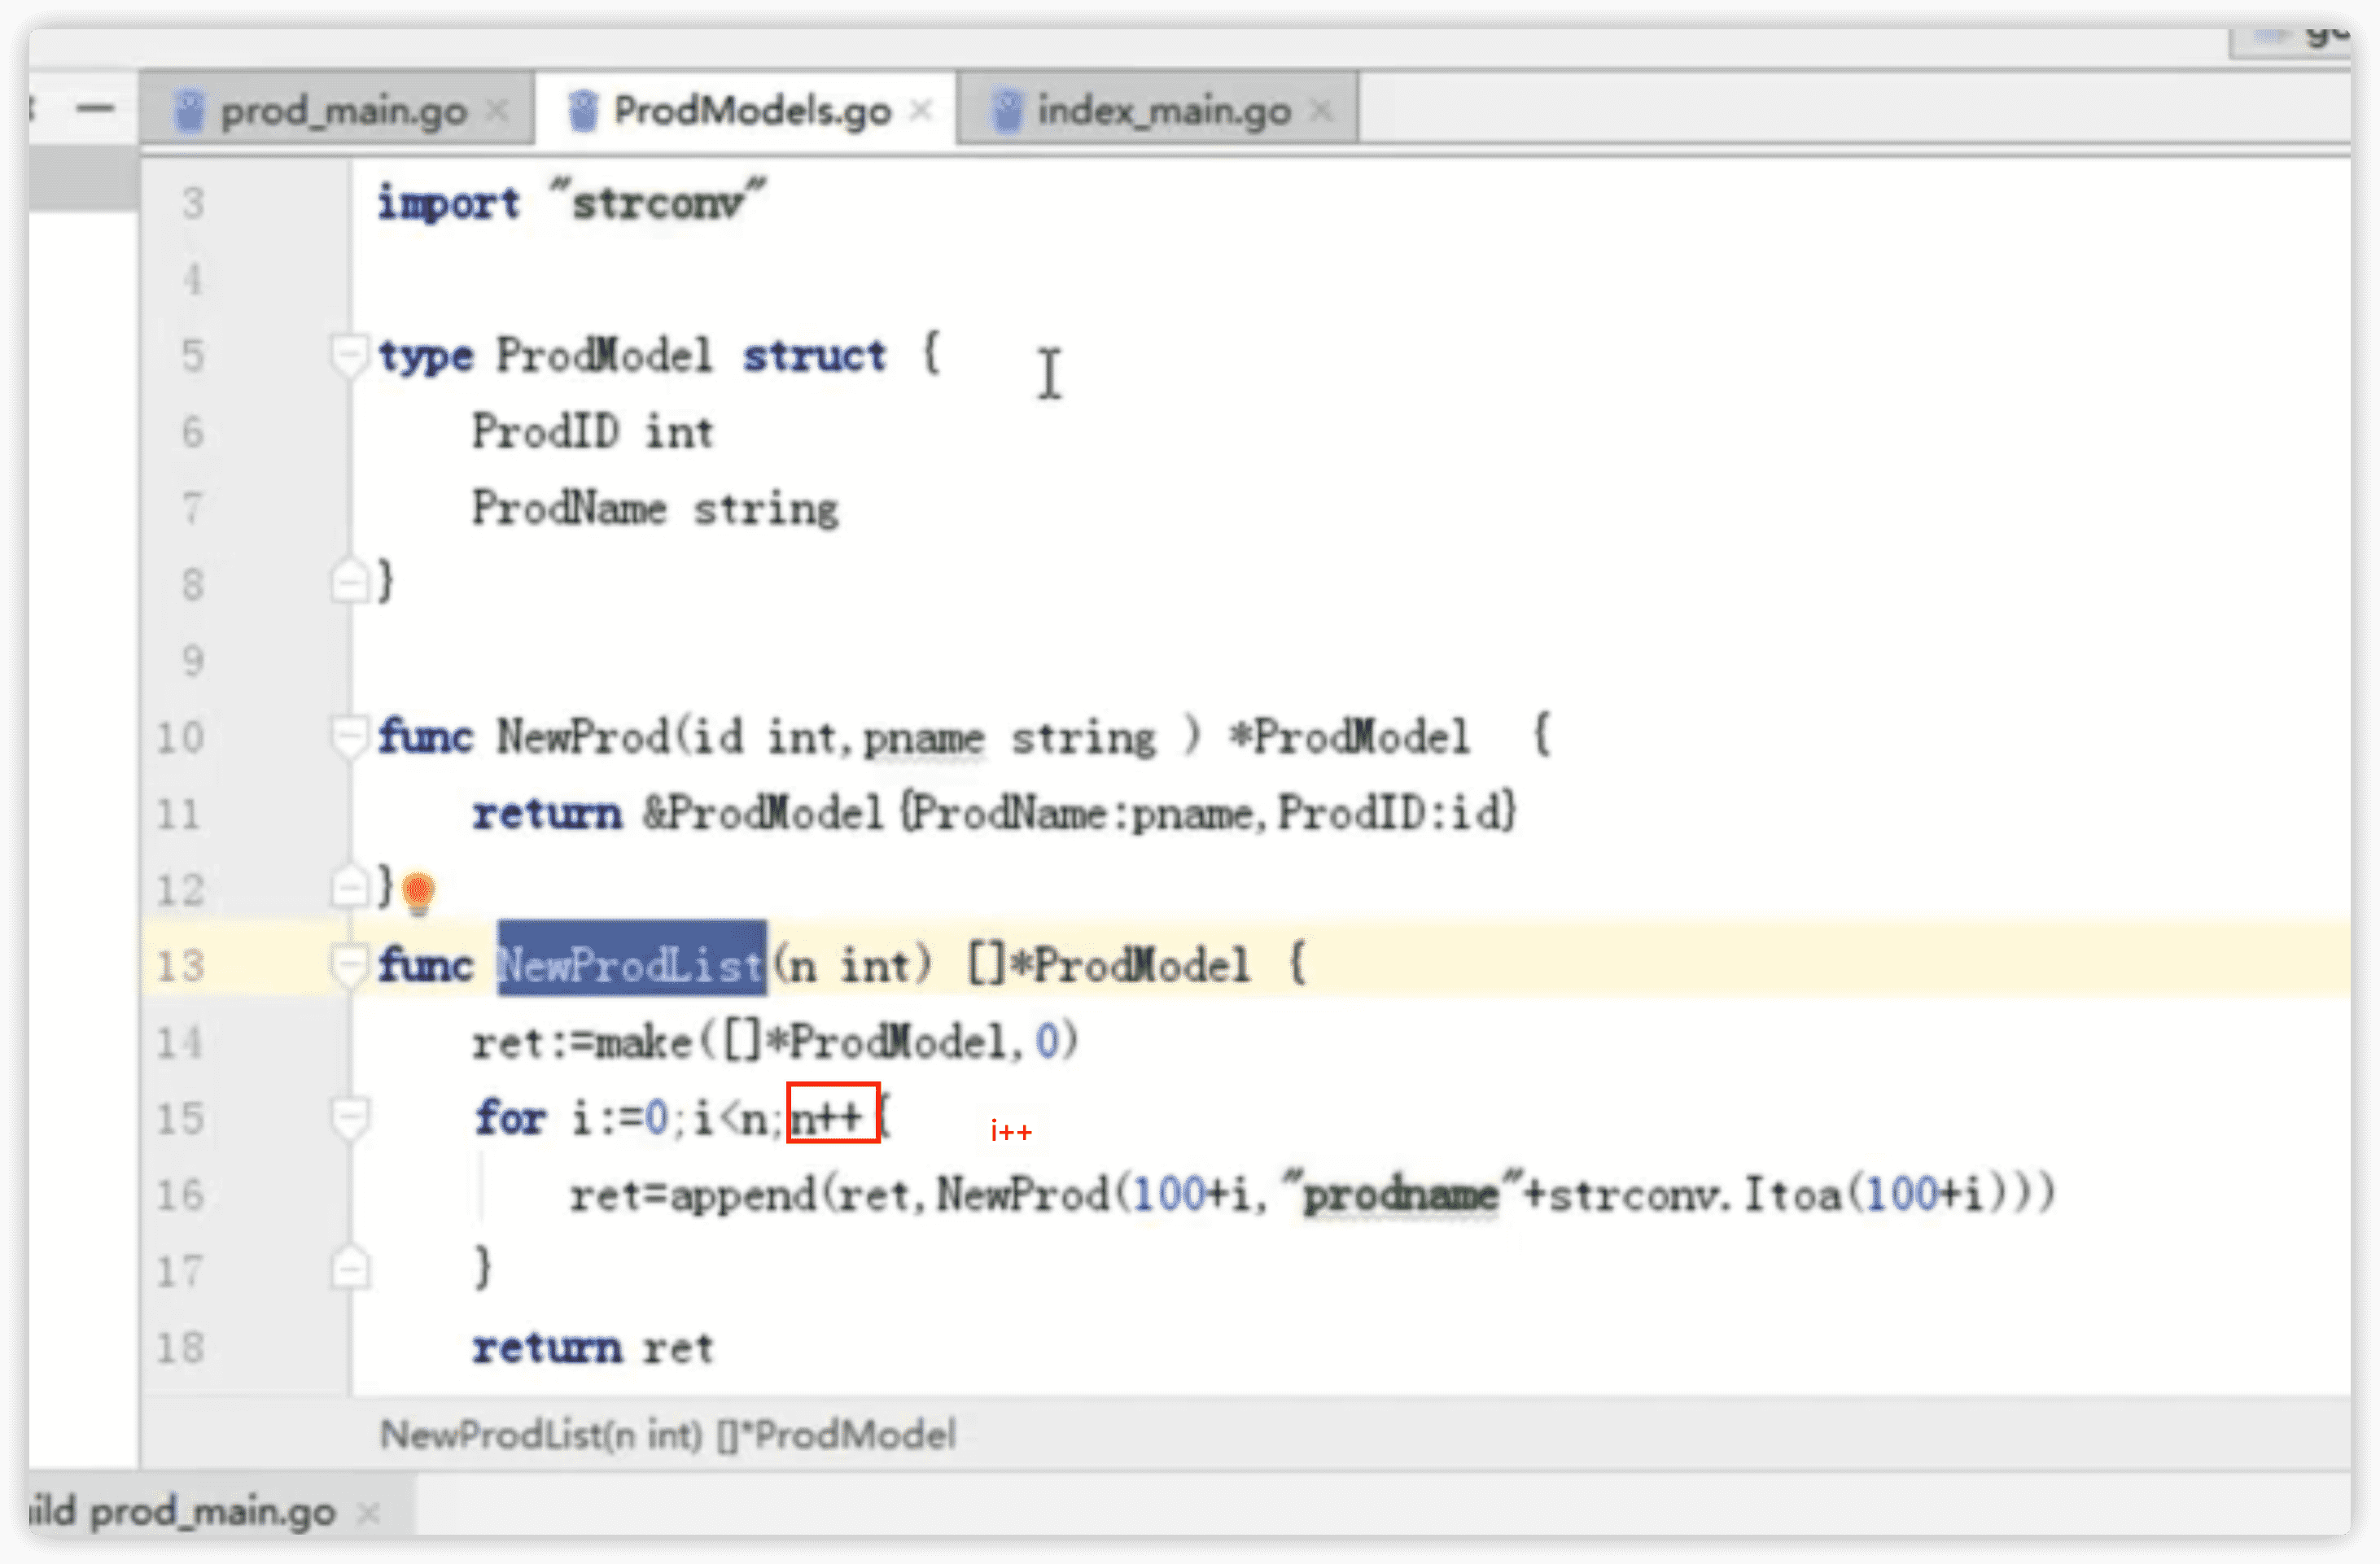 prod_main.go ProdModels.go index_main.go
3 import "strconv"
4
5 type ProdModel struct {
6 ProdID int
7 ProdName string
8 }
9
10 func NewProd(id int,pname string ) *ProdModel {
11 return &ProdModel{ProdName:pname,ProdID:id}
12 }
13 func NewProdList(n int) []*ProdModel {
14 ret:=make([]*ProdModel,0)
15 for i:=0;i<n;n++{ i++
16 ret=append(ret,NewProd(100+i,"prodname"+strconv.Itoa(100+i)))
17 }
18 return ret
NewProdList(n int) []*ProdModel
prod_main.go